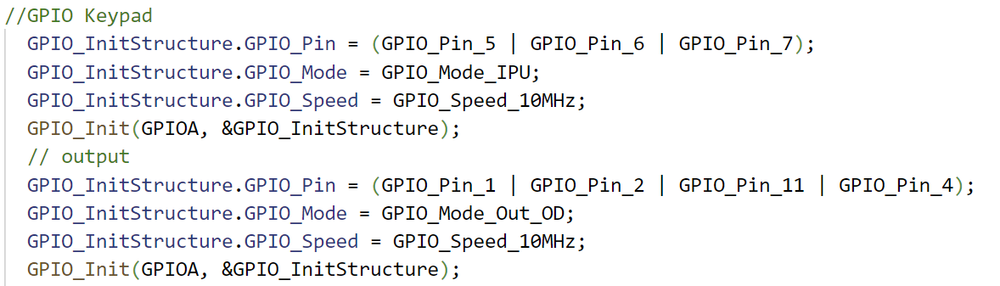 //GPIO Keypad
GPIO_InitStructure.GPIO_Pin = (GPIO_Pin_5 | GPIO_Pin_6 | GPIO_Pin_7);
GPIO_InitStructure.GPIO_Mode = GPIO_Mode_IPU;
GPIO_InitStructure.GPIO_Speed = GPIO_Speed_10MHz;
GPIO_Init(GPIOA, &GPIO_InitStructure);
// output
GPIO_InitStructure.GPIO_Pin = (GPIO_Pin_1 | GPIO_Pin_2 | GPIO_Pin_11 | GPIO_Pin_4);
GPIO_InitStructure.GPIO_Mode = GPIO_Mode_Out_OD;
GPIO_InitStructure.GPIO_Speed = GPIO_Speed_10MHz;
GPIO_Init(GPIOA, &GPIO_InitStructure);